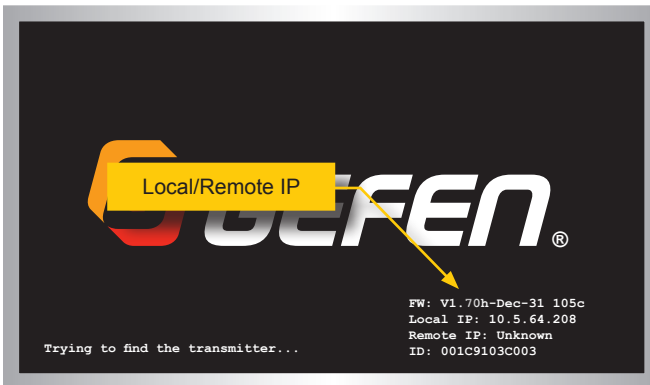 Local/Remote IP
GEFEN®
FW: V1.70h-Dec-31 105c
Local IP: 10.5.64.208
Remote IP: Unknown
ID: 001C9103C003
Trying to find the transmitter...